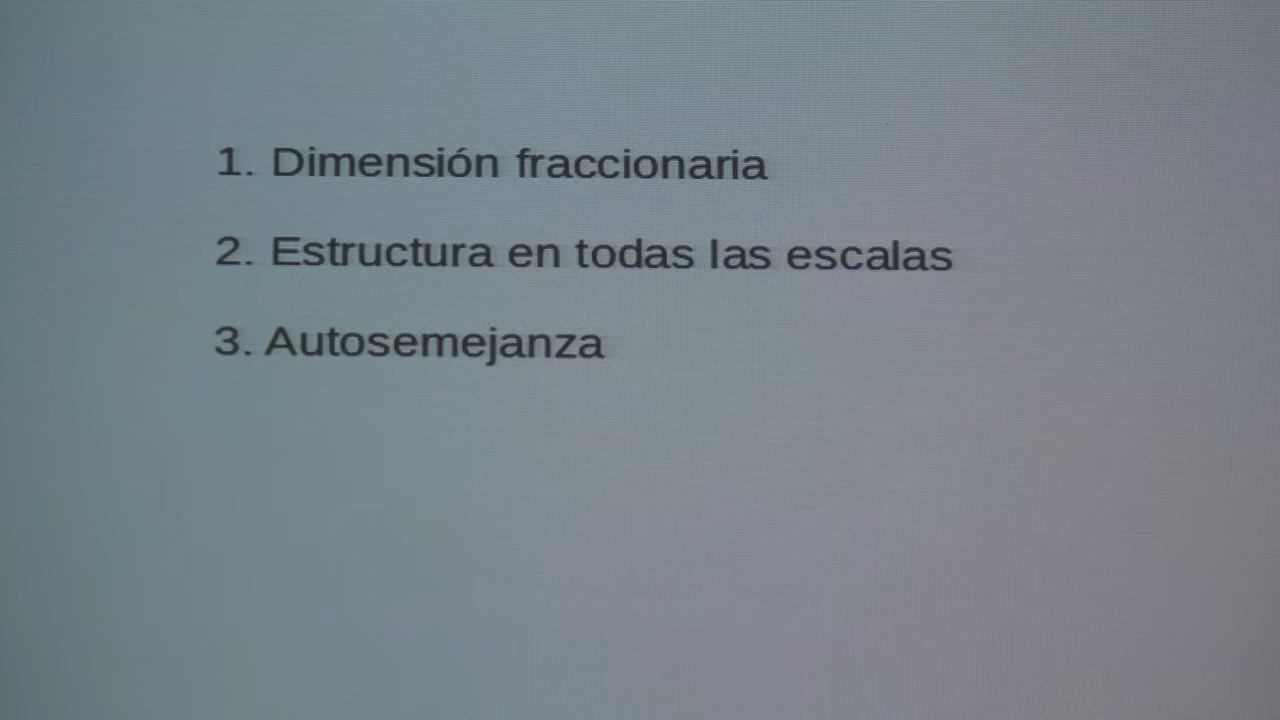 1. Dimensión fraccionaria
2. Estructura en todas las escalas
3. Autosemejanza